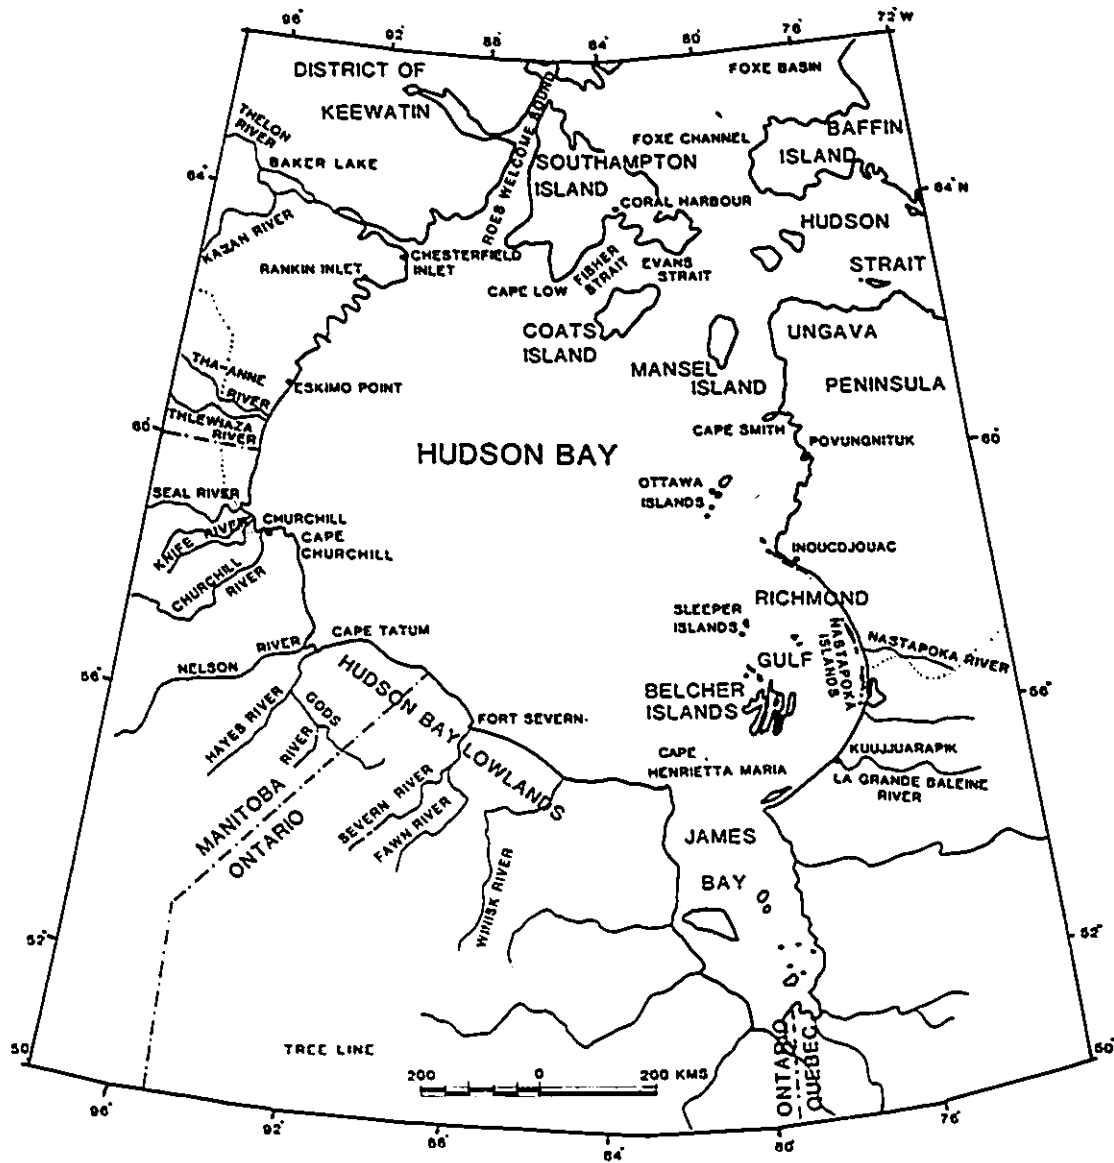 96°
92°
88°
84°
80°
76°
72° W
DISTRICT OF
KEEWATIN
FOXE BASIN
THELON
RIVER
BAKER LAKE
ROES WELCOME SOUND
FOXE CHANNEL
BAFFIN
ISLAND
SOUTHAMPTON
ISLAND
64°
64° N
CORAL HARBOUR
KAZAN RIVER
HUDSON
STRAIT
CHESTERFIELD
INLET
RANKIN INLET
FISHER
STRAIT
EVANS
STRAIT
CAPE LOW
COATS
ISLAND
UNGAVA
PENINSULA
MANSEL
ISLAND
THA-ANNE
RIVER
ESKIMO POINT
THLEWIAZA
RIVER
60°
60°
CAPE SMITH
POVUNGNITUK
HUDSON BAY
OTTAWA
ISLANDS
SEAL RIVER
KNIFE RIVER
CHURCHILL
CAPE
CHURCHILL
CHURCHILL
RIVER
INOUCDJOUAC
RICHMOND
GULF
SLEEPER
ISLANDS
NASTAPOKA
ISLANDS
NASTAPOKA RIVER
CAPE TATUM
NELSON RIVER
56°
56°
HUDSON BAY LOWLANDS
BELCHER
ISLANDS
HAYES RIVER
GODS
RIVER
FORT SEVERN
CAPE
HENRIETTA MARIA
KUUJJUARAPIK
LA GRANDE BALEINE
RIVER
MANITOBA
ONTARIO
SEVERN RIVER
FAWN RIVER
WINISK RIVER
JAMES
BAY
52°
52°
50
50°
TREE LINE
200 0 200 KMS
ONTARIO
QUEBEC
96°
92°
88°
84°
80°
76°